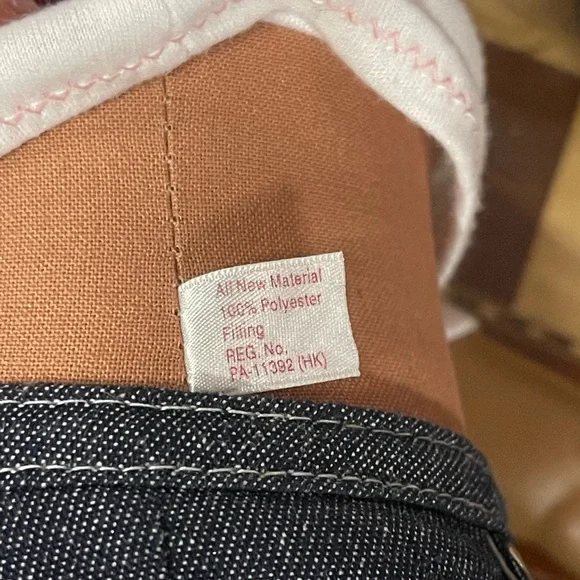 All New Material
100% Polyester
Filling
REG. No.
PA-11392 (HK)